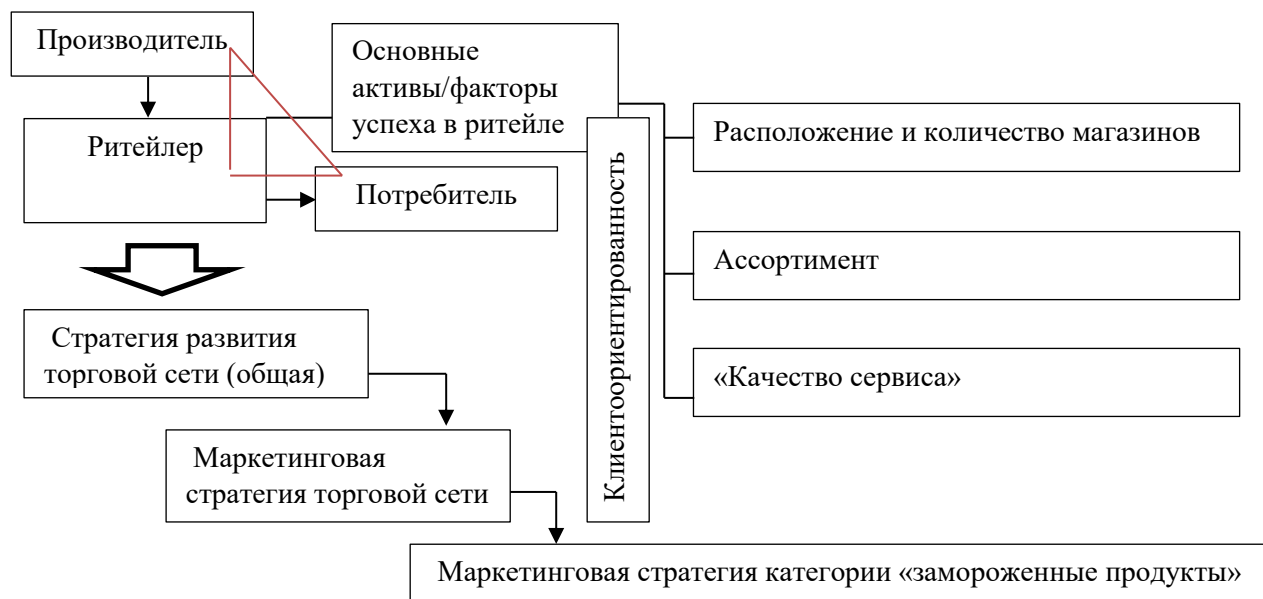 Производитель
Основные
активы/факторы
успеха в ритейле
Ритейлер
Расположение и количество магазинов
Потребитель
Клиентоориентированность
Ассортимент
Стратегия развития
торговой сети (общая)
«Качество сервиса»
Маркетинговая
стратегия торговой сети
Маркетинговая стратегия категории «замороженные продукты»